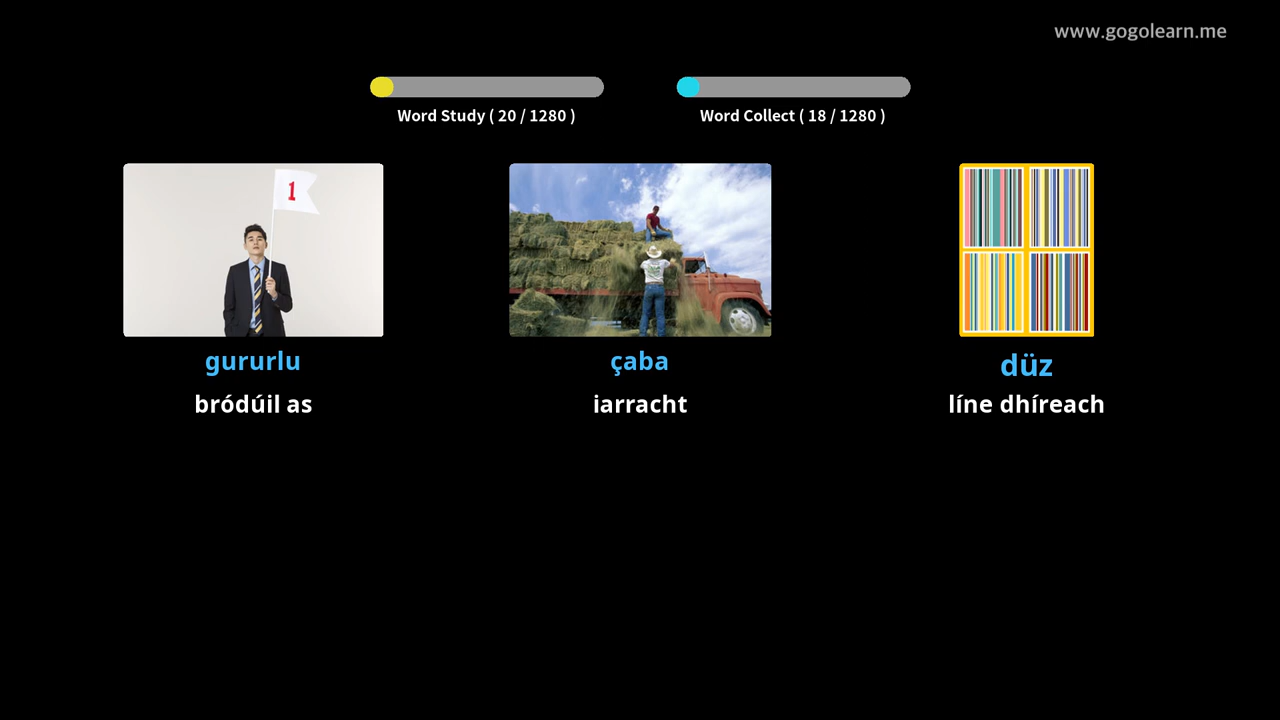 www.gogolearn.me
Word Study ( 20 / 1280 )
Word Collect ( 18 / 1280 )
1
gururlu
çaba
düz
bródúil as
iarracht
líne dhíreach